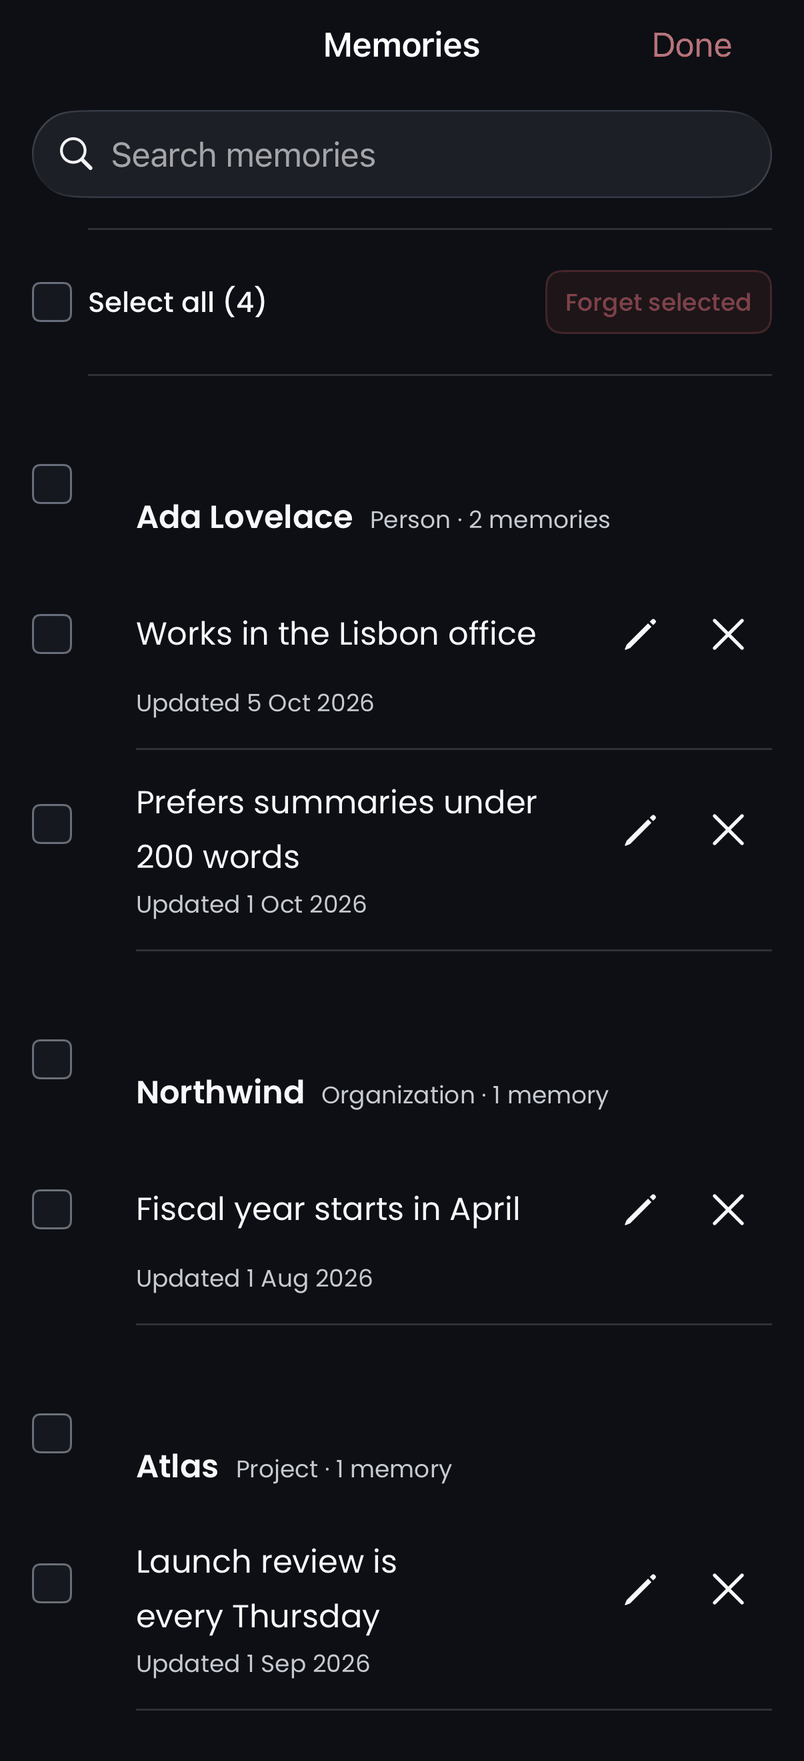 Memories
Done
Search memories
Select all (4)
Forget selected
Ada Lovelace Person · 2 memories
Works in the Lisbon office
Updated 5 Oct 2026
Prefers summaries under
200 words
Updated 1 Oct 2026
Northwind Organization · 1 memory
Fiscal year starts in April
Updated 1 Aug 2026
Atlas Project · 1 memory
Launch review is
every Thursday
Updated 1 Sep 2026